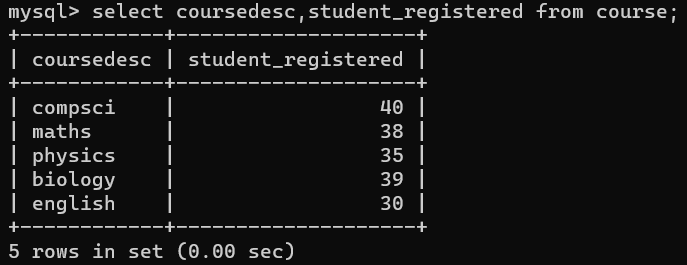 mysql> select coursedesc,student_registered from course;
+------------+--------------------+
| coursedesc | student_registered |
+------------+--------------------+
| compsci    |                 40 |
| maths      |                 38 |
| physics    |                 35 |
| biology    |                 39 |
| english    |                 30 |
+------------+--------------------+
5 rows in set (0.00 sec)